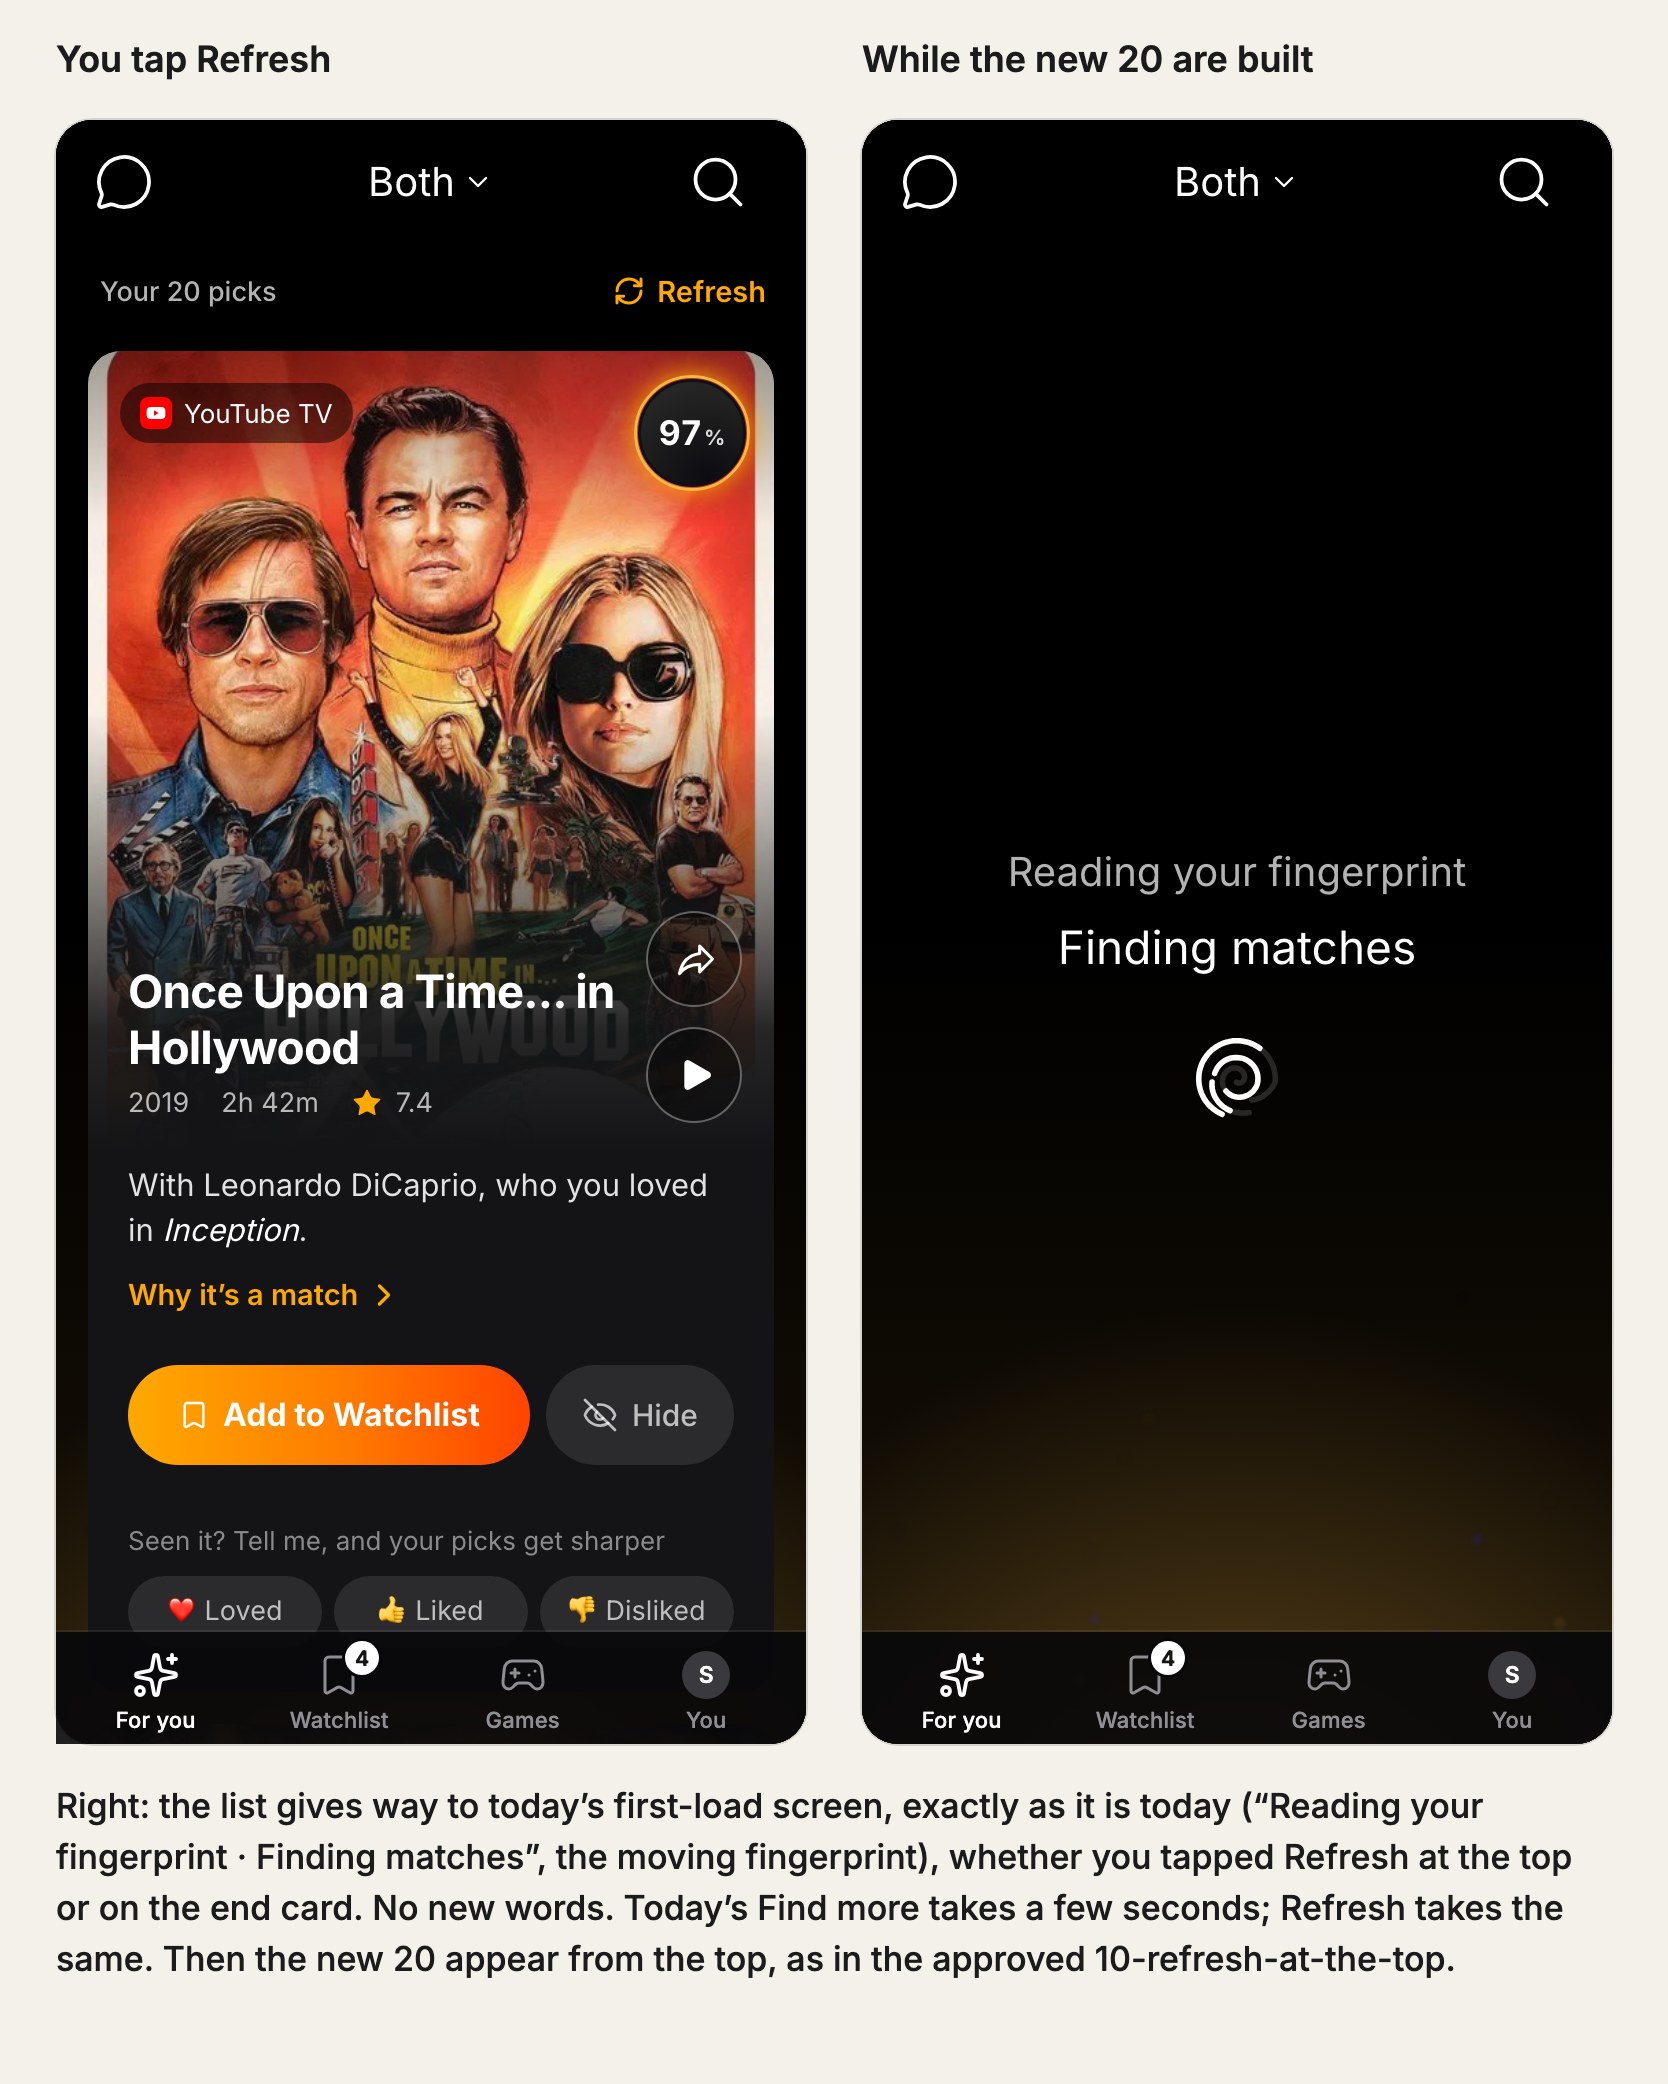 You tap Refresh
While the new 20 are built
Both
Your 20 picks
Refresh
YouTube TV
97%
ONCE
UPON A TIME IN...
HOLLYWOOD
Once Upon a Time... in
Hollywood
2019 2h 42m 7.4
With Leonardo DiCaprio, who you loved
in Inception.
Why it’s a match
Add to Watchlist
Hide
Seen it? Tell me, and your picks get sharper
Loved
Liked
Disliked
4
S
For you
Watchlist
Games
You
Both
Reading your fingerprint
Finding matches
4
S
For you
Watchlist
Games
You
Right: the list gives way to today’s first-load screen, exactly as it is today (“Reading your
fingerprint · Finding matches”, the moving fingerprint), whether you tapped Refresh at the top
or on the end card. No new words. Today’s Find more takes a few seconds; Refresh takes the
same. Then the new 20 appear from the top, as in the approved 10-refresh-at-the-top.